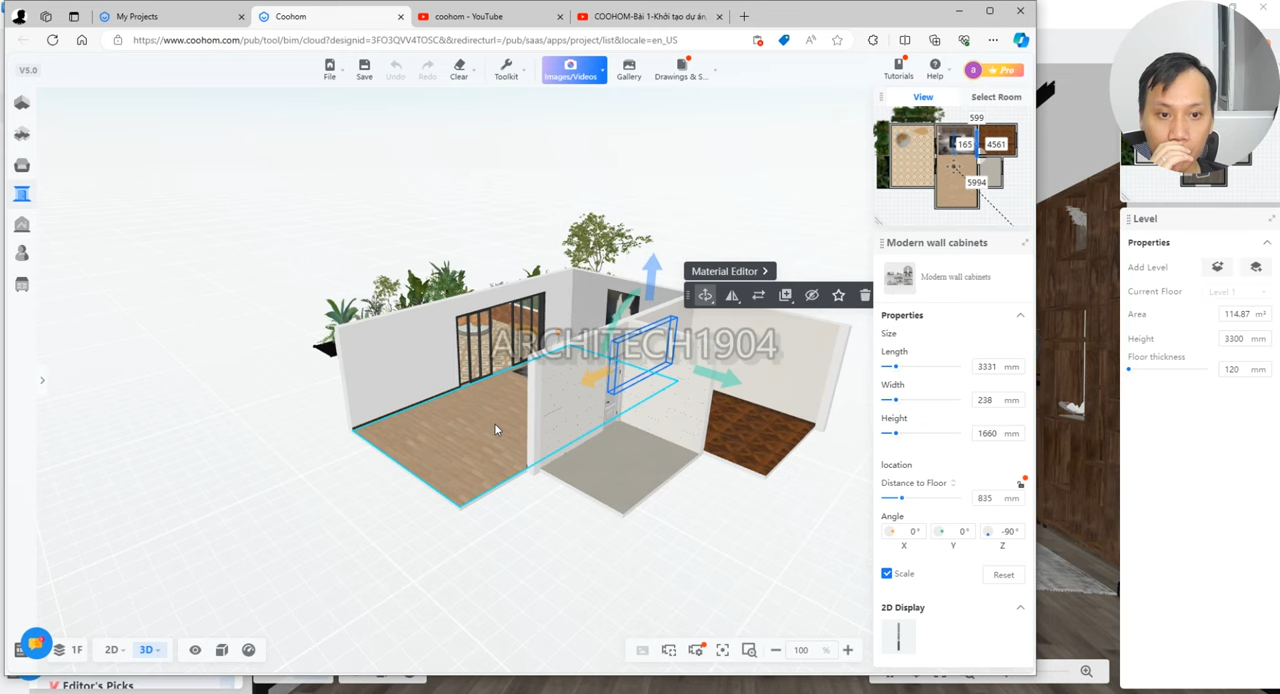 My Projects
Coohom
coohom - YouTube
COOHOM-Bài 1-Khởi tạo dự án,
https://www.coohom.com/pub/tool/bim/cloud?designid=3FO3QVV4TOSC&&redirecturl=/pub/saas/apps/project/list&locale=en_US
V5.0
File
Save
Undo
Redo
Clear
Toolkit
Images/Videos
Gallery
Drawings & S...
Tutorials
Help
a
Pro
View
Select Room
599
165
4561
5994
Material Editor >
ARCHITECH1904
Modern wall cabinets
Modern wall cabinets
Properties
Size
Length
3331 mm
Width
238 mm
Height
1660 mm
location
Distance to Floor
835 mm
Angle
0°
0°
-90°
X
Y
Z
Scale
Reset
2D Display
1F
2D
3D
100 %
Level
Properties
Add Level
Current Floor
Level 1
Area
114.87 m²
Height
3300 mm
Floor thickness
120 mm
Editor's Picks